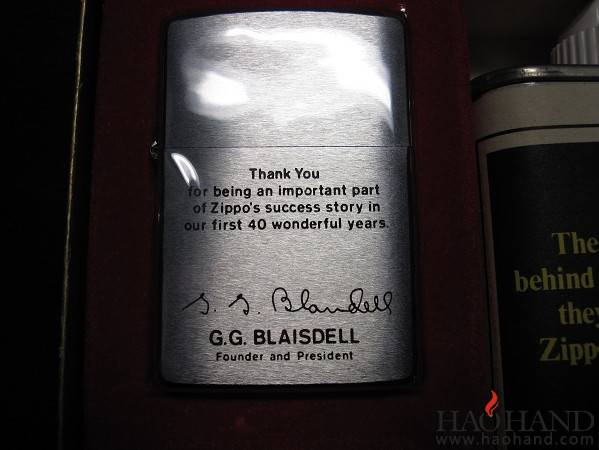 Thank You
for being an important part
of Zippo's success story in
our first 40 wonderful years.
G. G. Blaisdell
G.G. BLAISDELL
Founder and President
The
behind
they
Zipp
HAOHAND
www.haohand.com